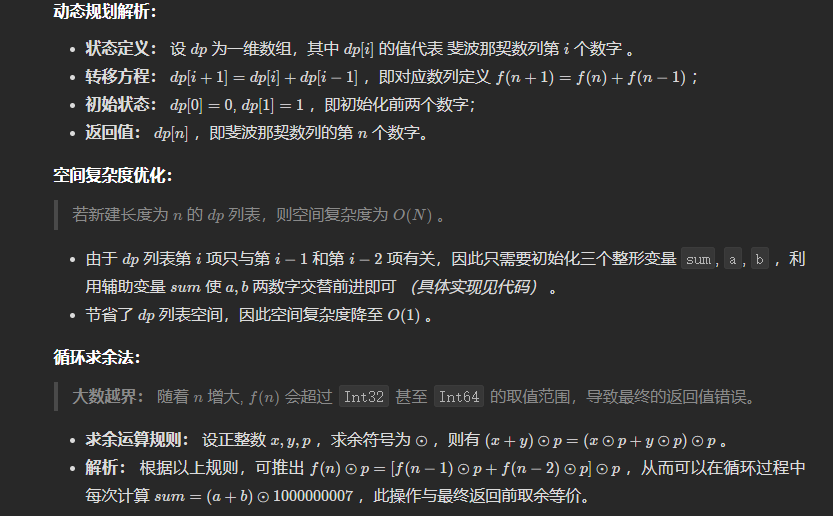 动态规划解析：
• 状态定义： 设 dp 为一维数组，其中 dp[i] 的值代表 斐波那契数列第 i 个数字 。
• 转移方程： dp[i + 1] = dp[i] + dp[i − 1] ，即对应数列定义 f(n + 1) = f(n) + f(n − 1) ；
• 初始状态： dp[0] = 0, dp[1] = 1 ，即初始化前两个数字；
• 返回值： dp[n] ，即斐波那契数列的第 n 个数字。
空间复杂度优化：
若新建长度为 n 的 dp 列表，则空间复杂度为 O(N) 。
• 由于 dp 列表第 i 项只与第 i − 1 和第 i − 2 项有关，因此只需要初始化三个整形变量 sum, a, b ，利
用辅助变量 sum 使 a, b 两数字交替前进即可 （具体实现见代码） 。
• 节省了 dp 列表空间，因此空间复杂度降至 O(1) 。
循环求余法：
大数越界： 随着 n 增大, f(n) 会超过 Int32 甚至 Int64 的取值范围，导致最终的返回值错误。
• 求余运算规则： 设正整数 x, y, p ，求余符号为 ⊙ ，则有 (x + y) ⊙ p = (x ⊙ p + y ⊙ p) ⊙ p 。
• 解析： 根据以上规则，可推出 f(n) ⊙ p = [f(n − 1) ⊙ p + f(n − 2) ⊙ p] ⊙ p ，从而可以在循环过程中
每次计算 sum = (a + b) ⊙ 1000000007 ，此操作与最终返回前取余等价。